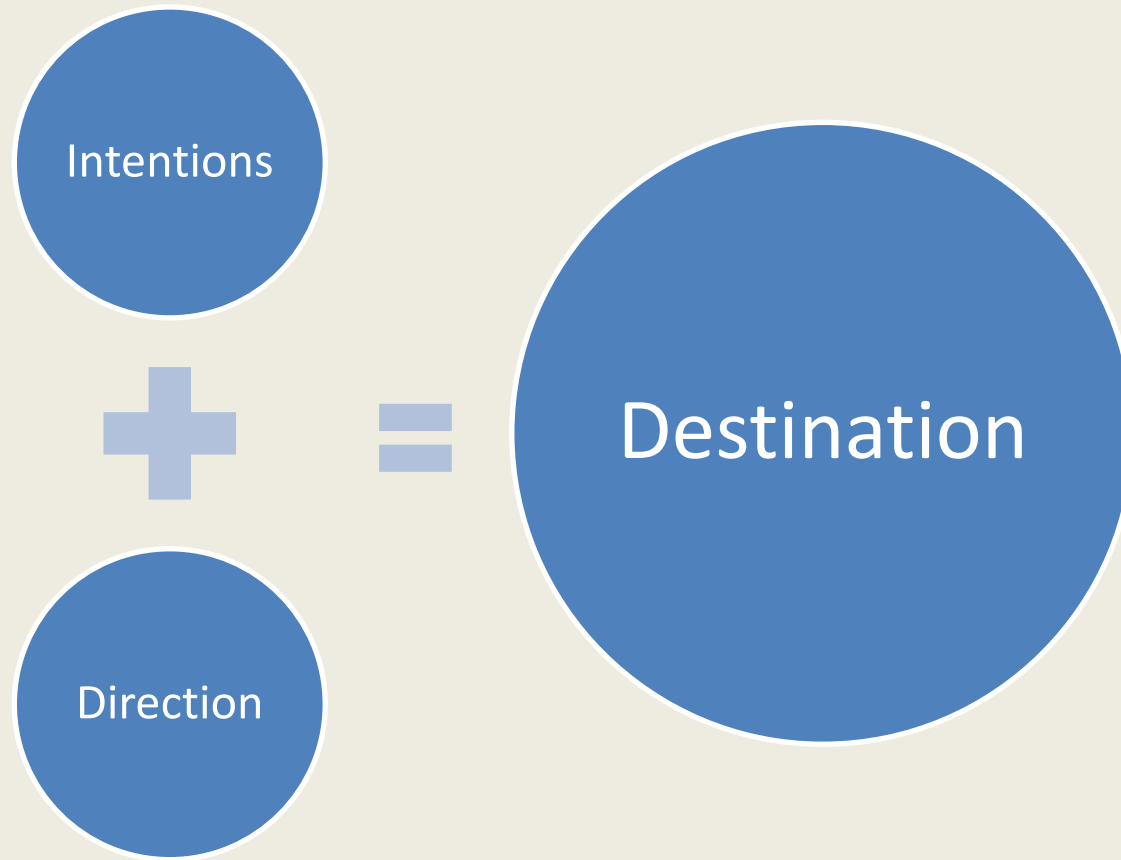 Intentions
+
=
Destination
Direction